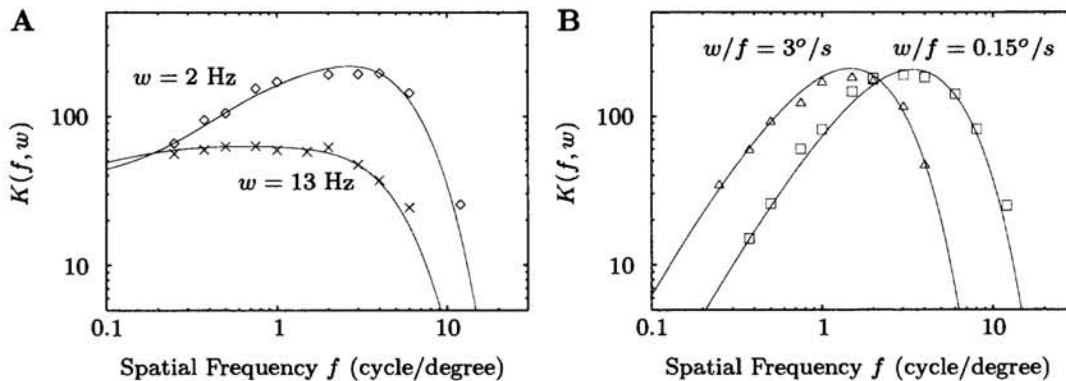 A
K(f, w)
100
10
w = 2 Hz
w = 13 Hz
0.1
1
10
Spatial Frequency f (cycle/degree)
B
K(f, w)
100
10
w/f = 3°/s
w/f = 0.15°/s
0.1
1
10
Spatial Frequency f (cycle/degree)